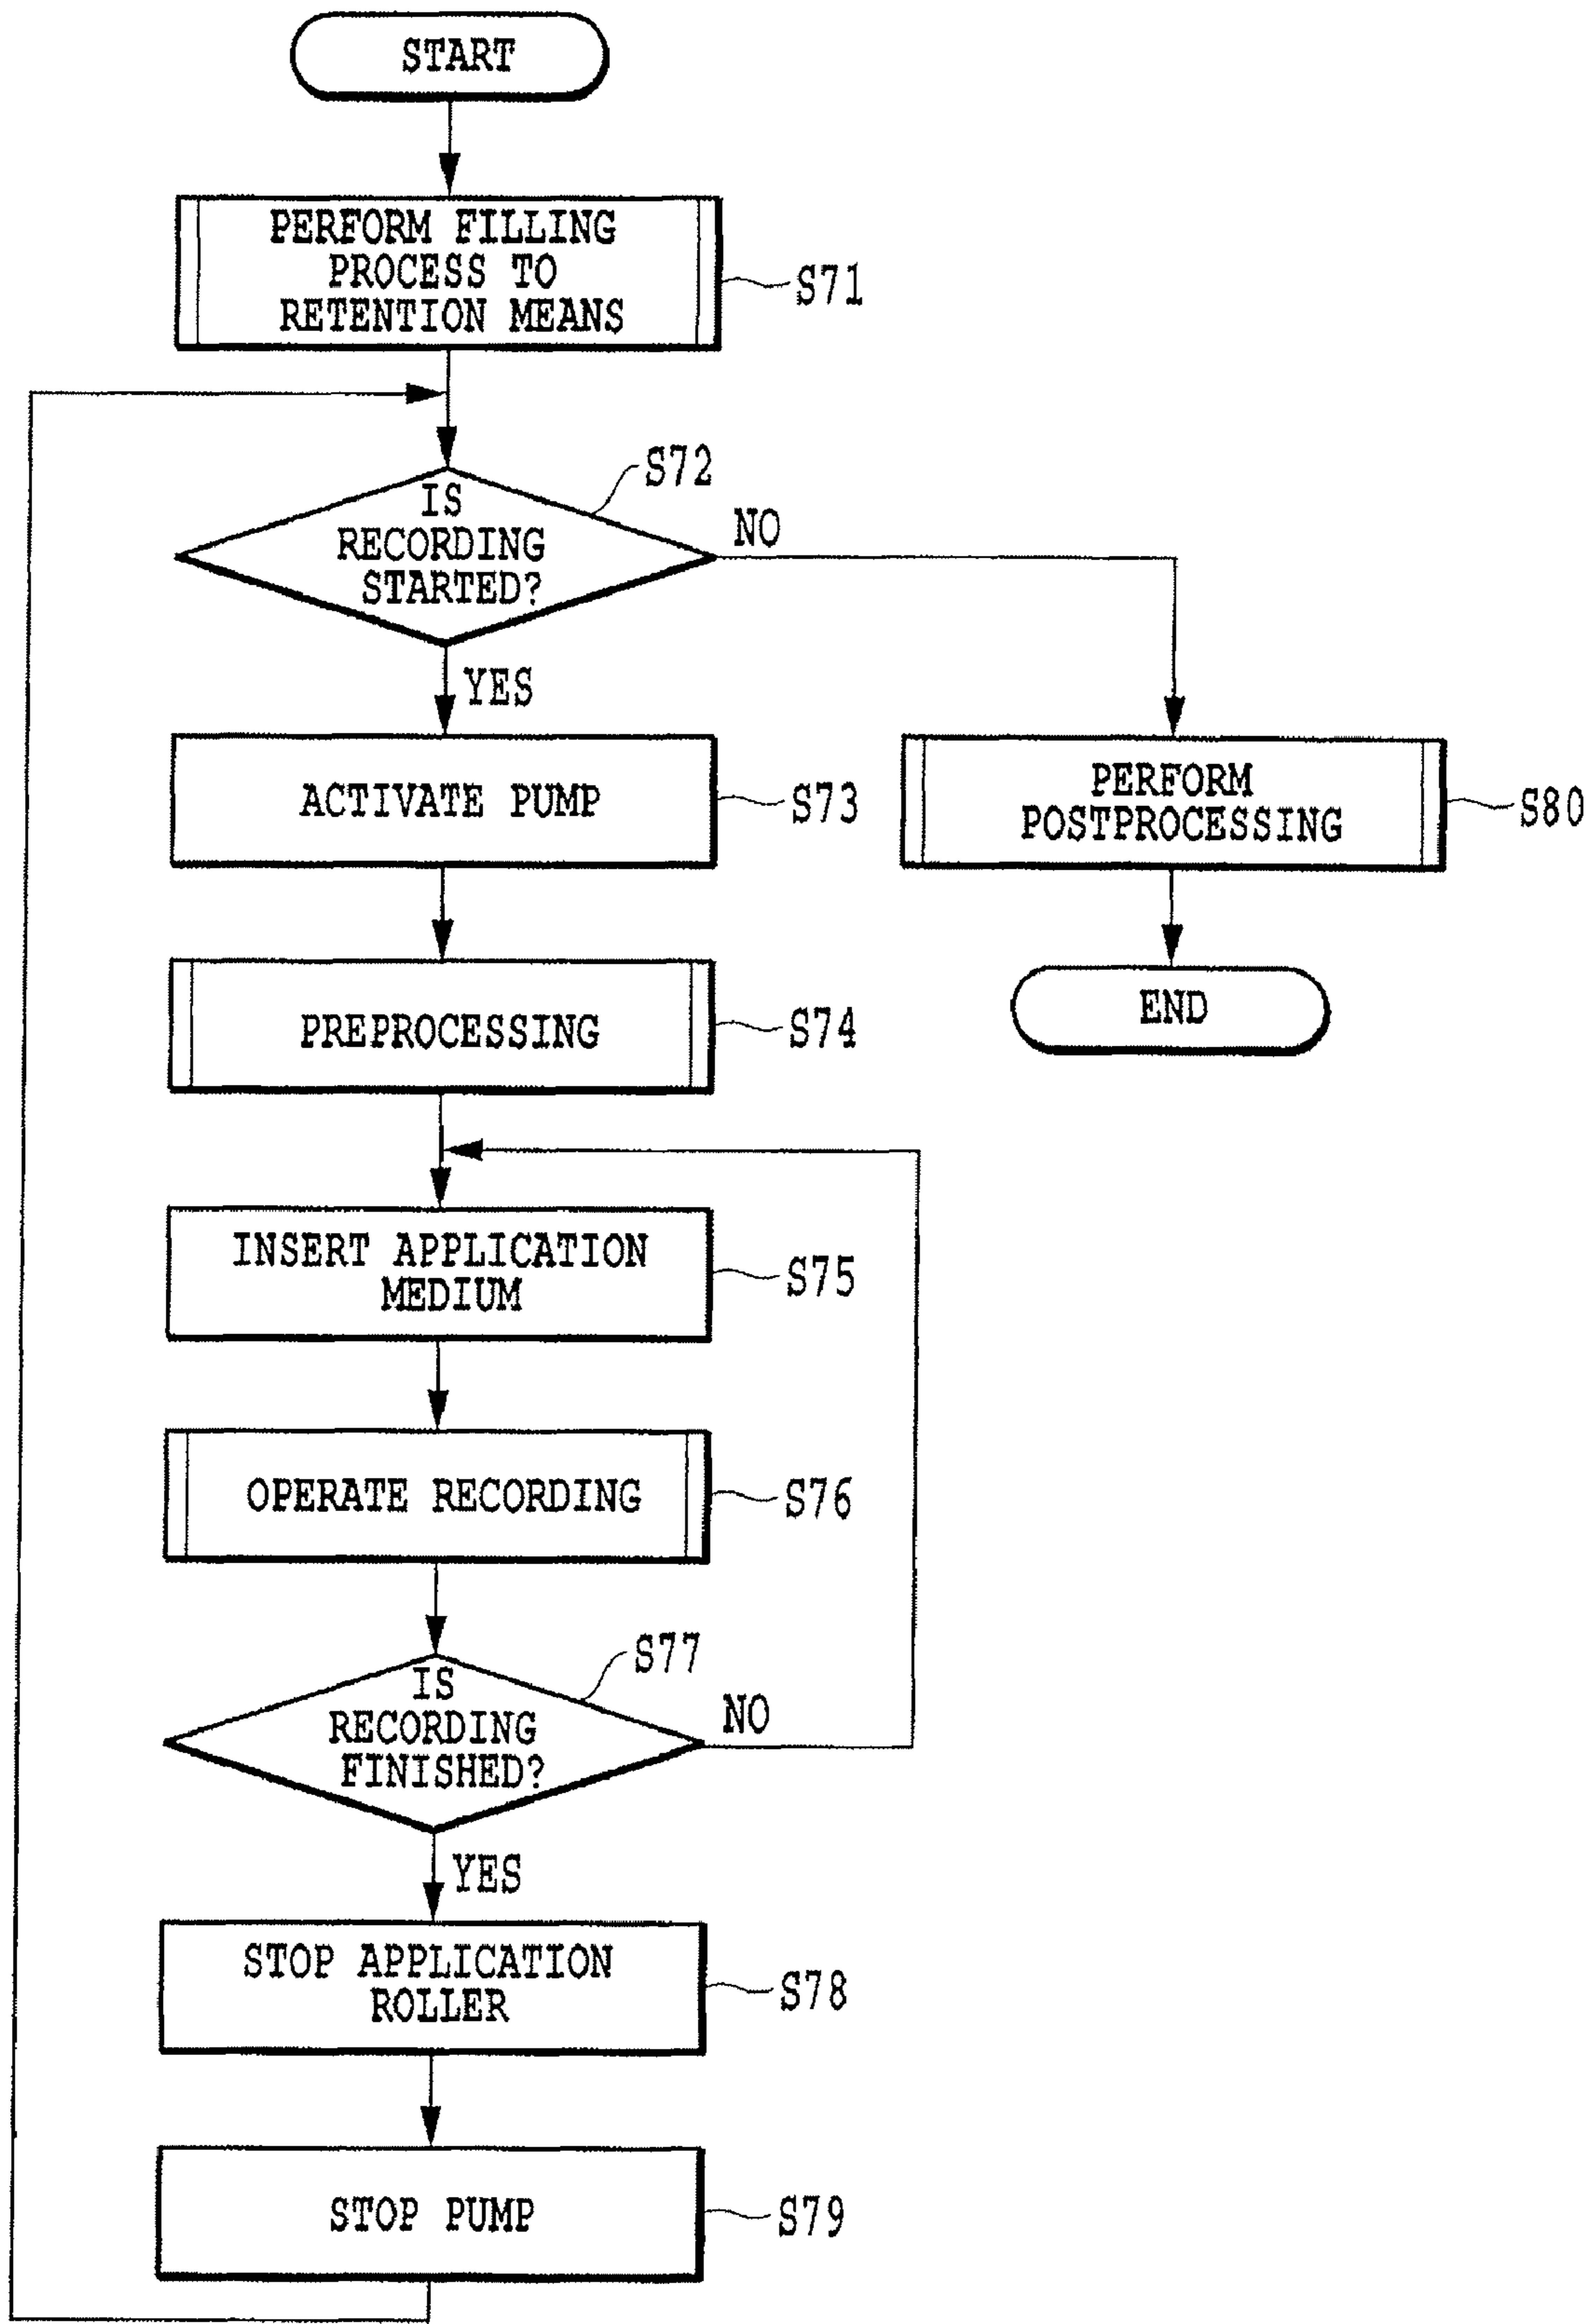 START
PERFORM FILLING
PROCESS TO
RETENTION MEANS
S71
S72
IS
RECORDING
STARTED?
NO
YES
ACTIVATE PUMP
S73
PERFORM
POSTPROCESSING
S80
END
PREPROCESSING
S74
INSERT APPLICATION
MEDIUM
S75
OPERATE RECORDING
S76
S77
IS
RECORDING
FINISHED?
NO
YES
STOP APPLICATION
ROLLER
S78
STOP PUMP
S79